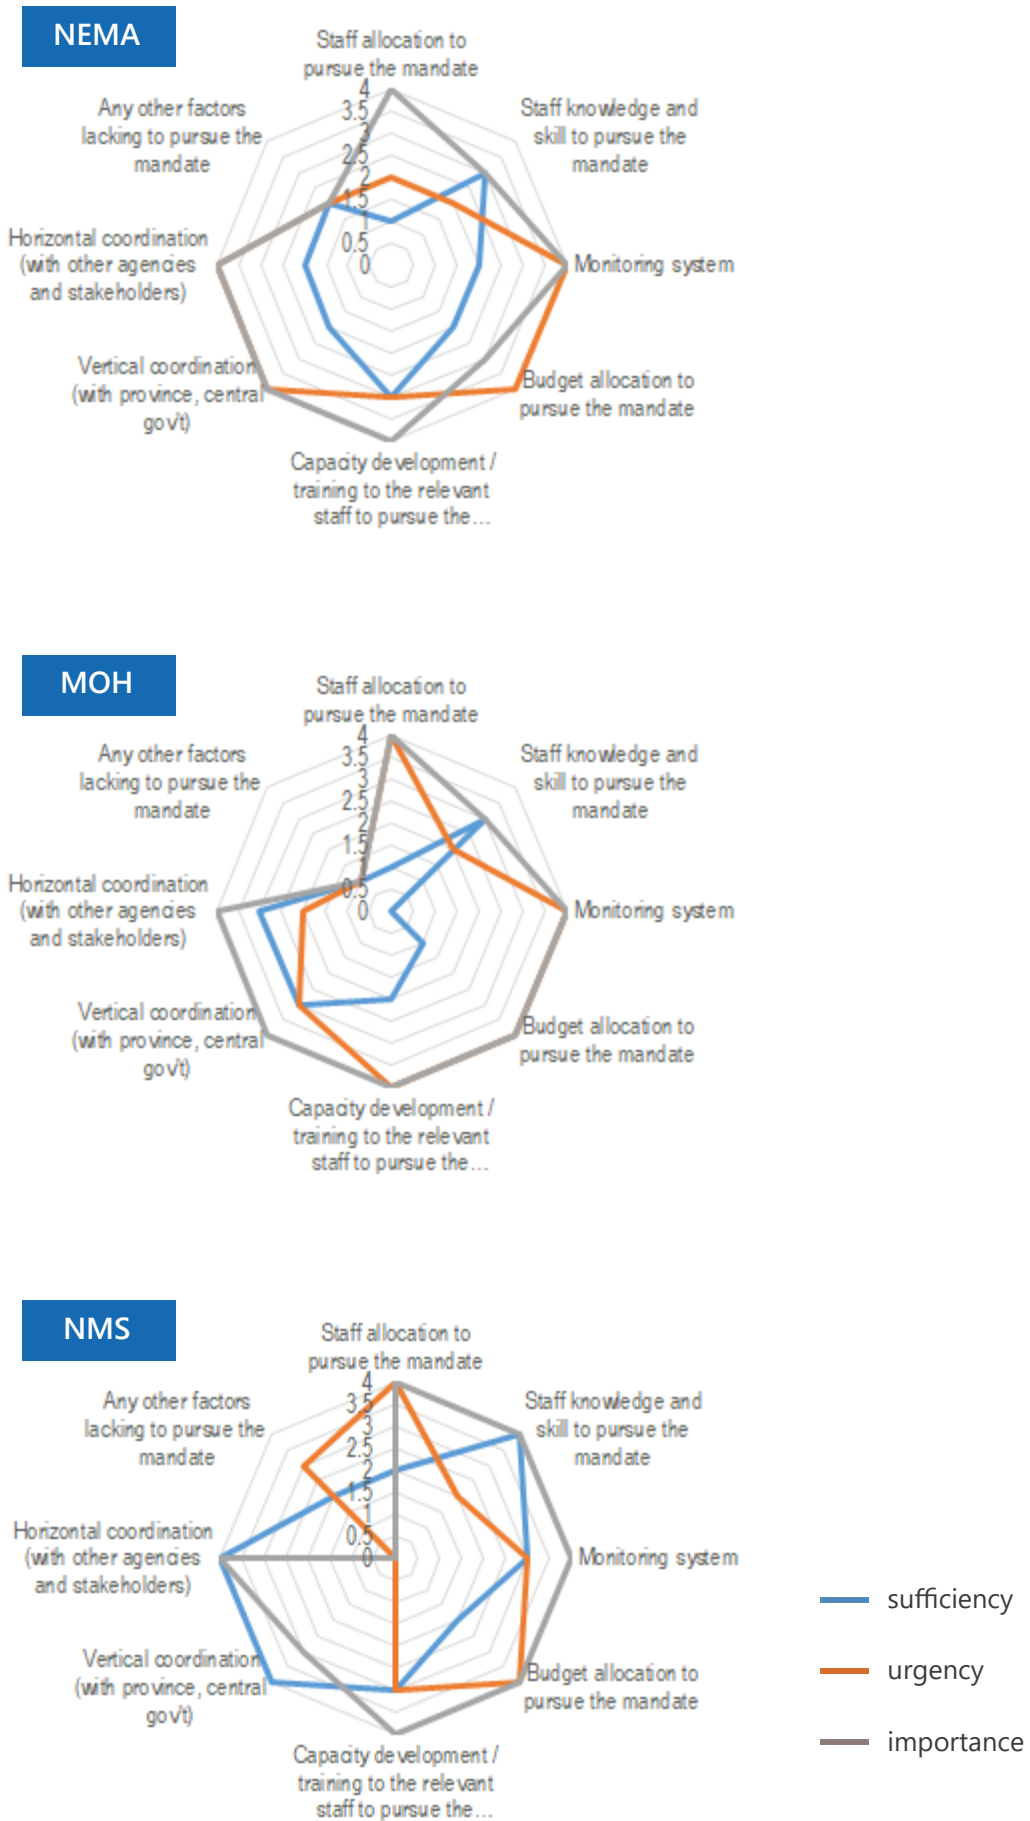 NEMA
Staff allocation to
pursue the mandate
Any other factors
lacking to pursue the
mandate
Staff knowledge and
skill to pursue the
mandate
4
3.5
3
2.5
2
1.5
1
0.5
0
Horizontal coordination
(with other agencies
and stakeholders)
Monitoring system
Vertical coordination
(with province, central
gov't)
Budget allocation to
pursue the mandate
Capacity development /
training to the relevant
staff to pursue the...
MOH
Staff allocation to
pursue the mandate
Any other factors
lacking to pursue the
mandate
Staff knowledge and
skill to pursue the
mandate
4
3.5
3
2.5
2
1.5
0.5
0
Horizontal coordination
(with other agencies
and stakeholders)
Monitoring system
Vertical coordination
(with province, central
gov't)
Budget allocation to
pursue the mandate
Capacity development /
training to the relevant
staff to pursue the...
NMS
Staff allocation to
pursue the mandate
Any other factors
lacking to pursue the
mandate
Staff knowledge and
skill to pursue the
mandate
4
3.5
3
2.5
2
1.5
1
0.5
0
Horizontal coordination
(with other agencies
and stakeholders)
Monitoring system
Vertical coordination
(with province, central
gov't)
Budget allocation to
pursue the mandate
Capacity development /
training to the relevant
staff to pursue the...
sufficiency
urgency
importance